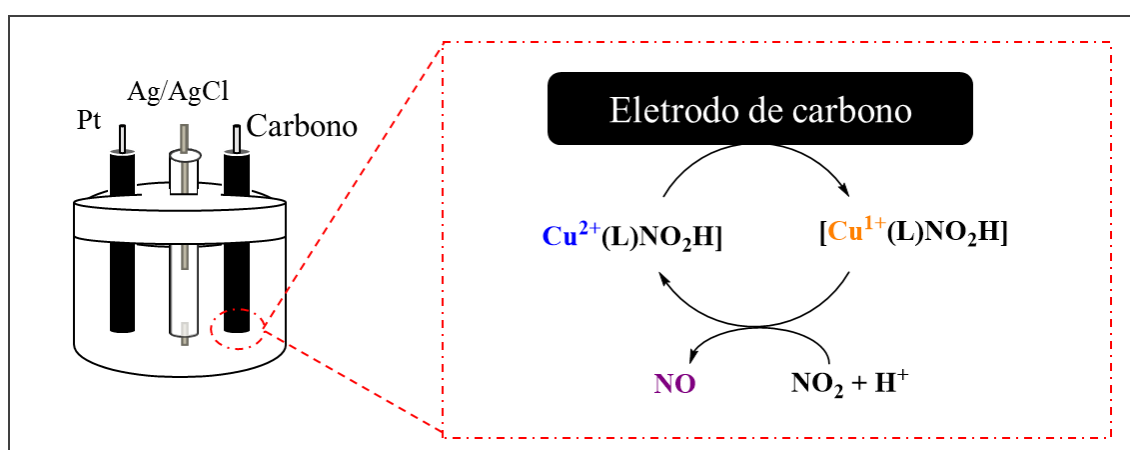 Ag/AgCl
Pt
Carbono
Eletrodo de carbono
Cu²⁺(L)NO₂H]
[Cu¹⁺(L)NO₂H]
NO
NO₂ + H⁺